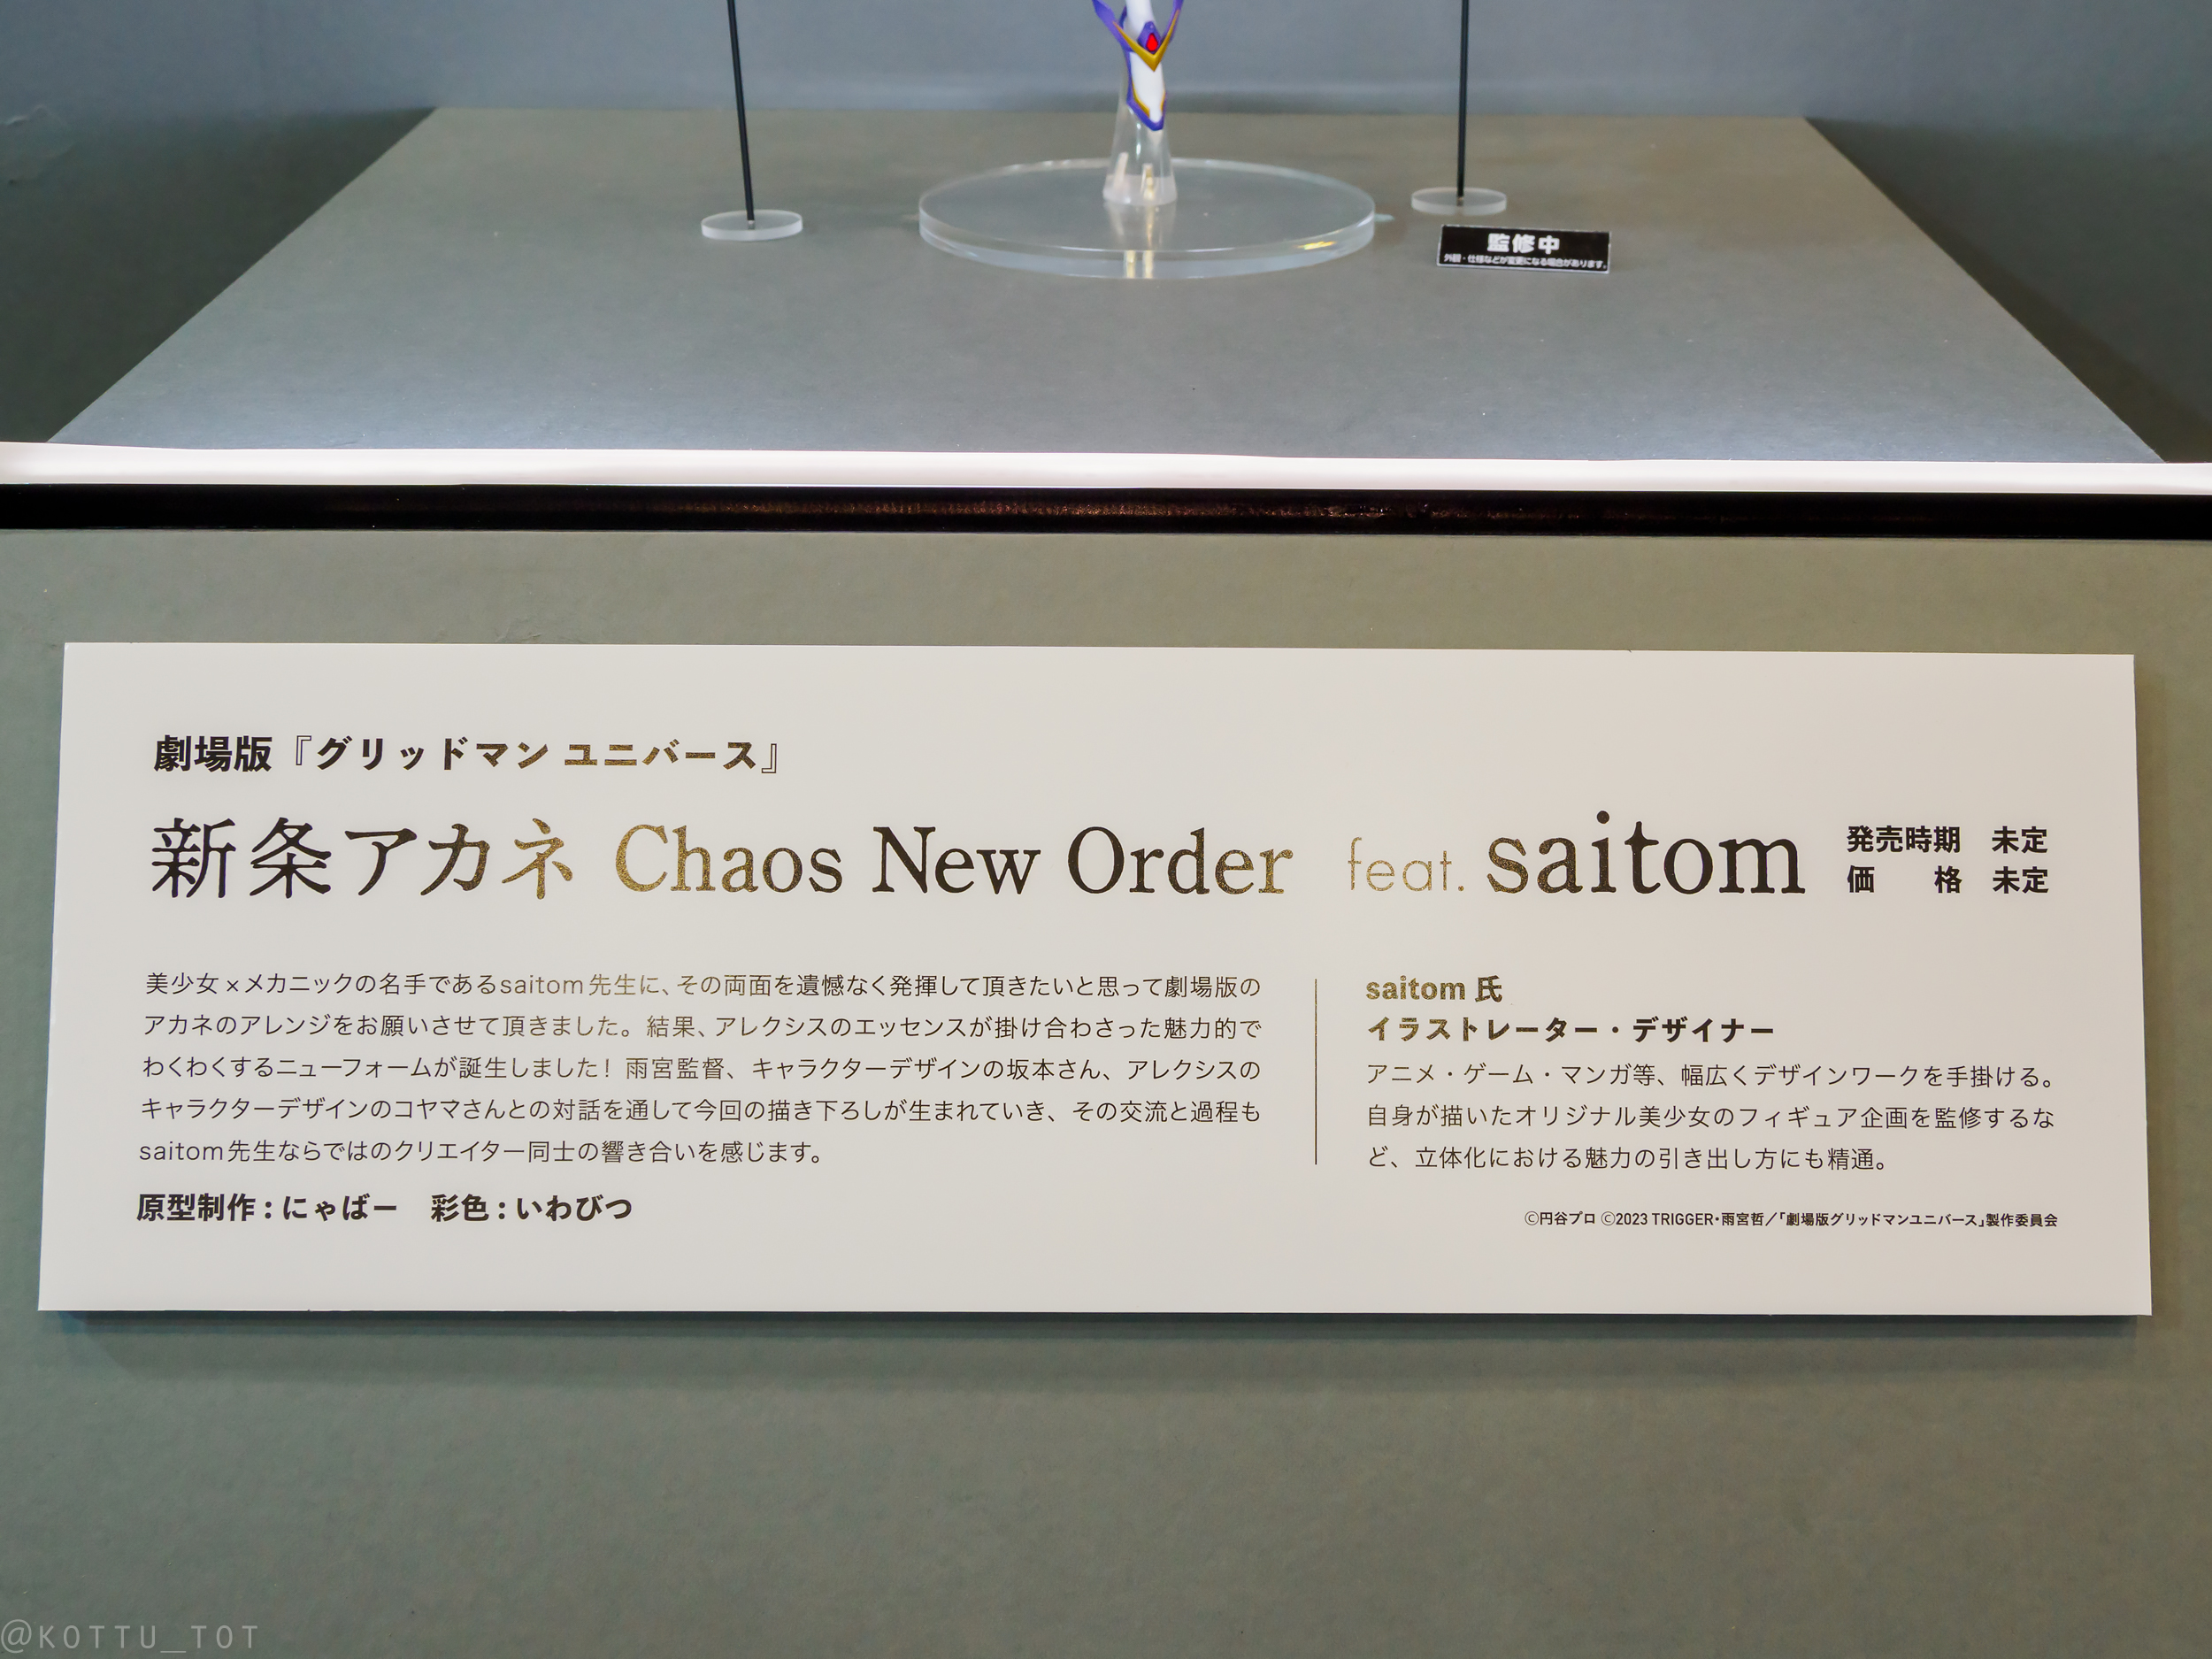 監修中
外観・仕様などが変更になる場合があります。
劇場版『グリッドマン ユニバース』
新条アカネ Chaos New Order feat. saitom
発売時期 未定
価 格 未定
美少女×メカニックの名手であるsaitom先生に、その両面を遺憾なく発揮して頂きたいと思って劇場版の
アカネのアレンジをお願いさせて頂きました。結果、アレクシスのエッセンスが掛け合わさった魅力的で
わくわくするニューフォームが誕生しました！雨宮監督、キャラクターデザインの坂本さん、アレクシスの
キャラクターデザインのコヤマさんとの対話を通して今回の描き下ろしが生まれていき、その交流と過程も
saitom先生ならではのクリエイター同士の響き合いを感じます。
原型制作：にゃばー 彩色：いわびつ
saitom 氏
イラストレーター・デザイナー
アニメ・ゲーム・マンガ等、幅広くデザインワークを手掛ける。
自身が描いたオリジナル美少女のフィギュア企画を監修するな
ど、立体化における魅力の引き出し方にも精通。
©円谷プロ ©2023 TRIGGER・雨宮哲／「劇場版グリッドマンユニバース」製作委員会
@KOTTU_TOT